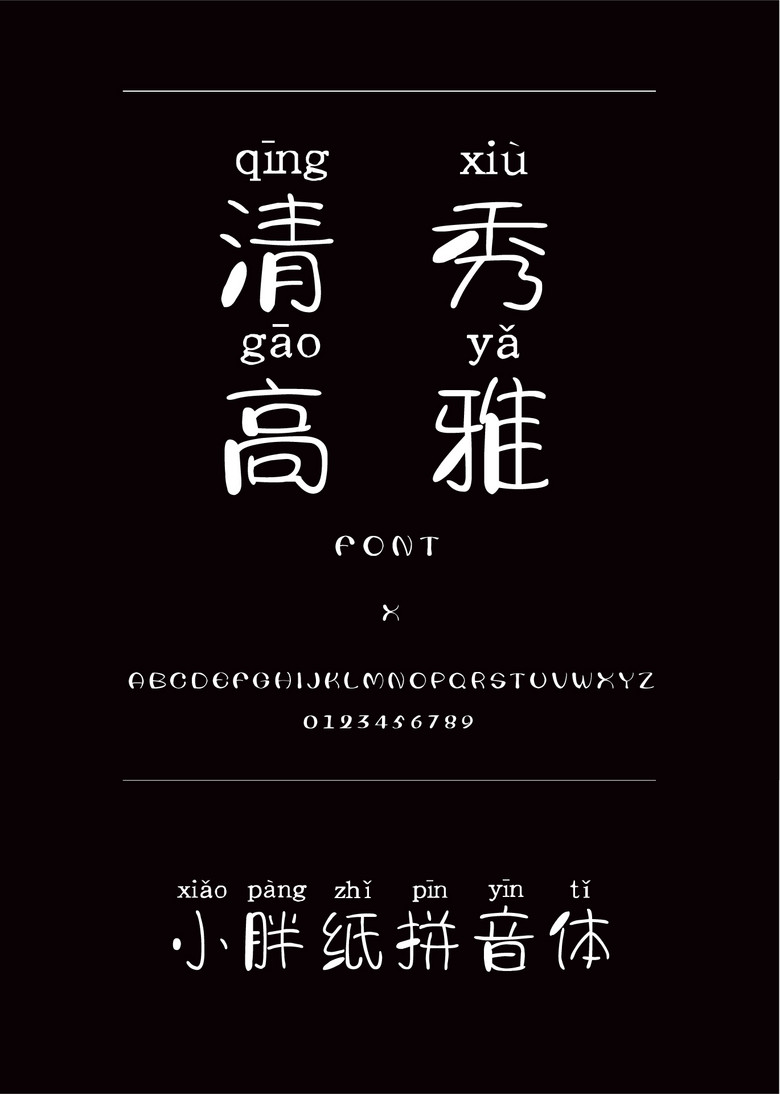 qīng xiù
清 秀
gāo yǎ
高 雅
FONT
X
ABCDEFGHIJKLMNOPQRSTUVWXYZ
0123456789
xiǎo pàng zhǐ pīn yīn tǐ
小胖纸拼音体